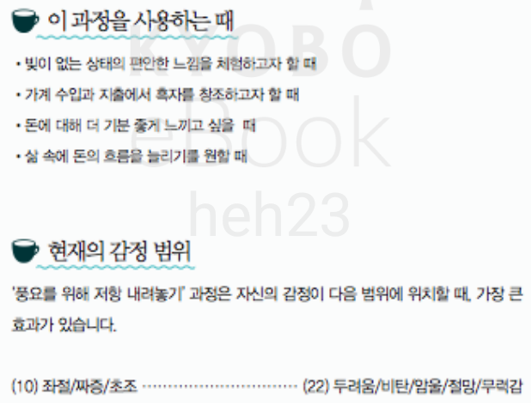 이 과정을 사용하는 때
KYOBO
• 빚이 없는 상태의 편안한 느낌을 체험하고자 할 때
• 가계 수입과 지출에서 흑자를 창조하고자 할 때
• 돈에 대해 더 기분 좋게 느끼고 싶을 때
eBook
• 삶 속에 돈의 흐름을 늘리기를 원할 때
heh23
현재의 감정 범위
'풍요를 위해 저항 내려놓기' 과정은 자신의 감정이 다음 범위에 위치할 때, 가장 큰
효과가 있습니다.
(10) 좌절/짜증/초조 ······························ (22) 두려움/비탄/암울/절망/무력감